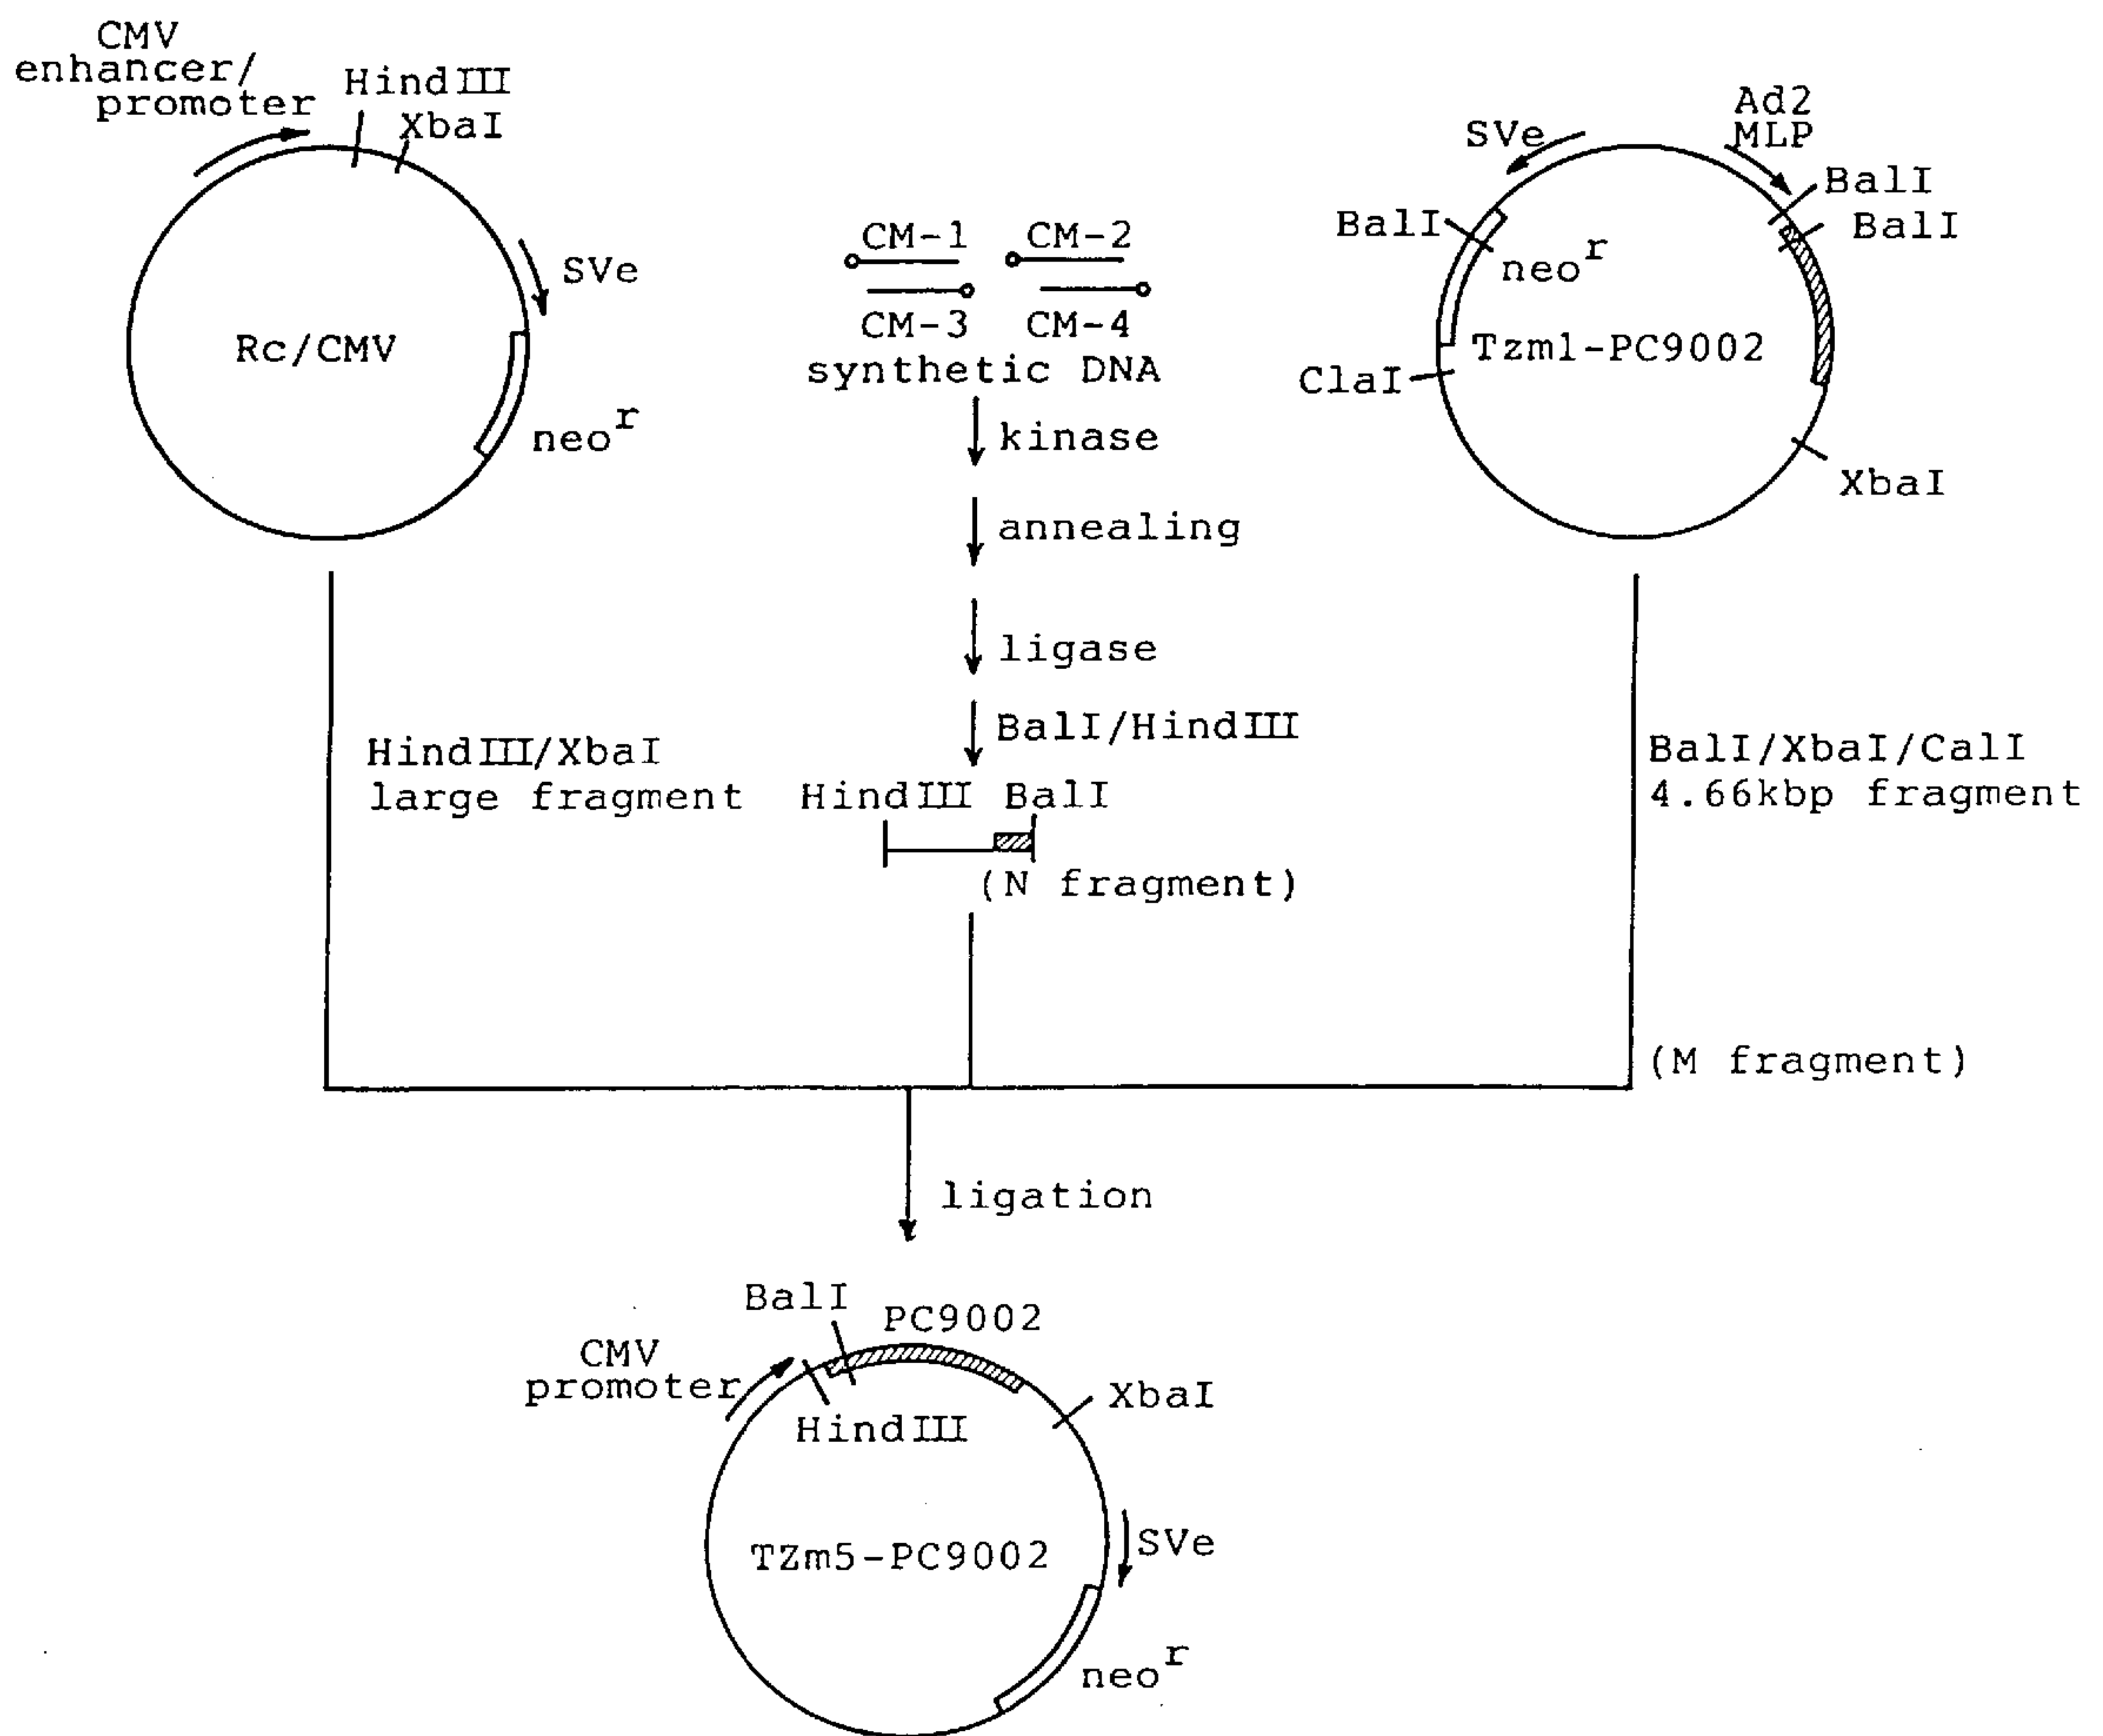 CMV
enhancer/
promoter
HindIII
XbaI
SVe
Rc/CMV
neo^r
CM-1
CM-2
CM-3
CM-4
synthetic DNA
kinase
annealing
ligase
BalI/HindIII
HindIII BalI
(N fragment)
SVe
Ad2
MLP
BalI
BalI
BalI
neo^r
Tzm1-PC9002
ClaI
XbaI
HindIII/XbaI
large fragment
BalI/XbaI/CalI
4.66kbp fragment
(M fragment)
ligation
BalI
PC9002
CMV
promoter
HindIII
XbaI
TZm5-PC9002
SVe
neo^r